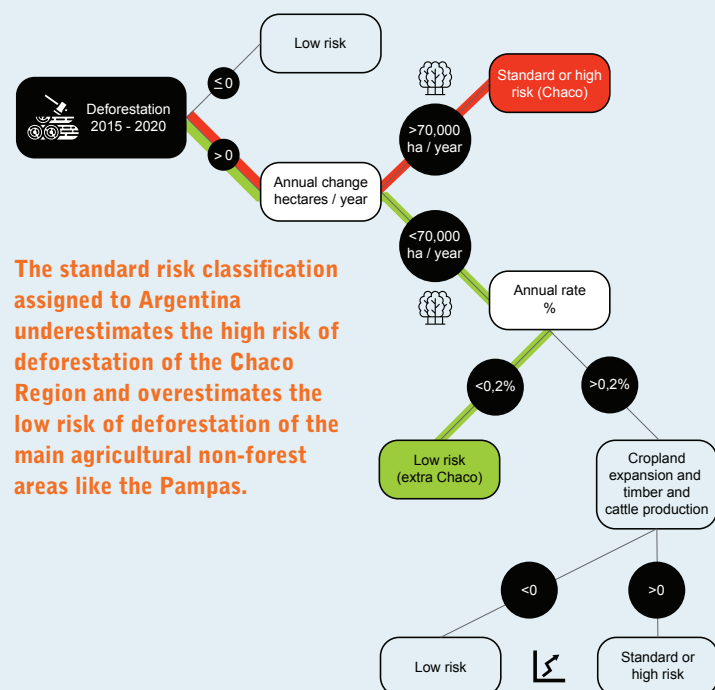 Low risk
Deforestation
2015 - 2020
≤0
> 0
Standard or high
risk (Chaco)
>70,000
ha / year
Annual change
hectares / year
<70,000
ha / year
The standard risk classification
assigned to Argentina
underestimates the high risk of
deforestation of the Chaco
Region and overestimates the
low risk of deforestation of the
main agricultural non-forest
areas like the Pampas.
Annual rate
%
<0,2%
>0,2%
Low risk
(extra Chaco)
Cropland
expansion and
timber and
cattle production
<0
>0
Low risk
Standard or
high risk